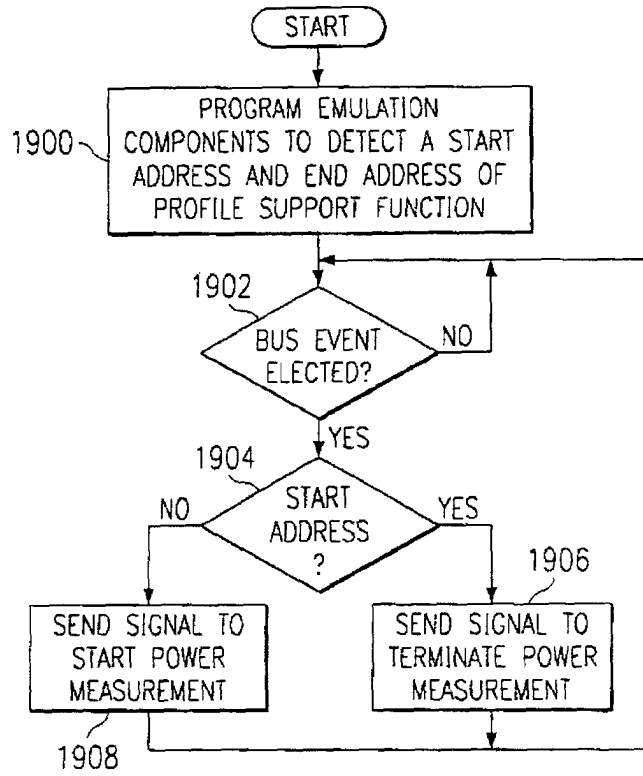 START
PROGRAM EMULATION
COMPONENTS TO DETECT A START
ADDRESS AND END ADDRESS OF
PROFILE SUPPORT FUNCTION
1900
1902
BUS EVENT
ELECTED?
NO
YES
1904
START
ADDRESS
?
NO
YES
1906
SEND SIGNAL TO
START POWER
MEASUREMENT
SEND SIGNAL TO
TERMINATE POWER
MEASUREMENT
1908